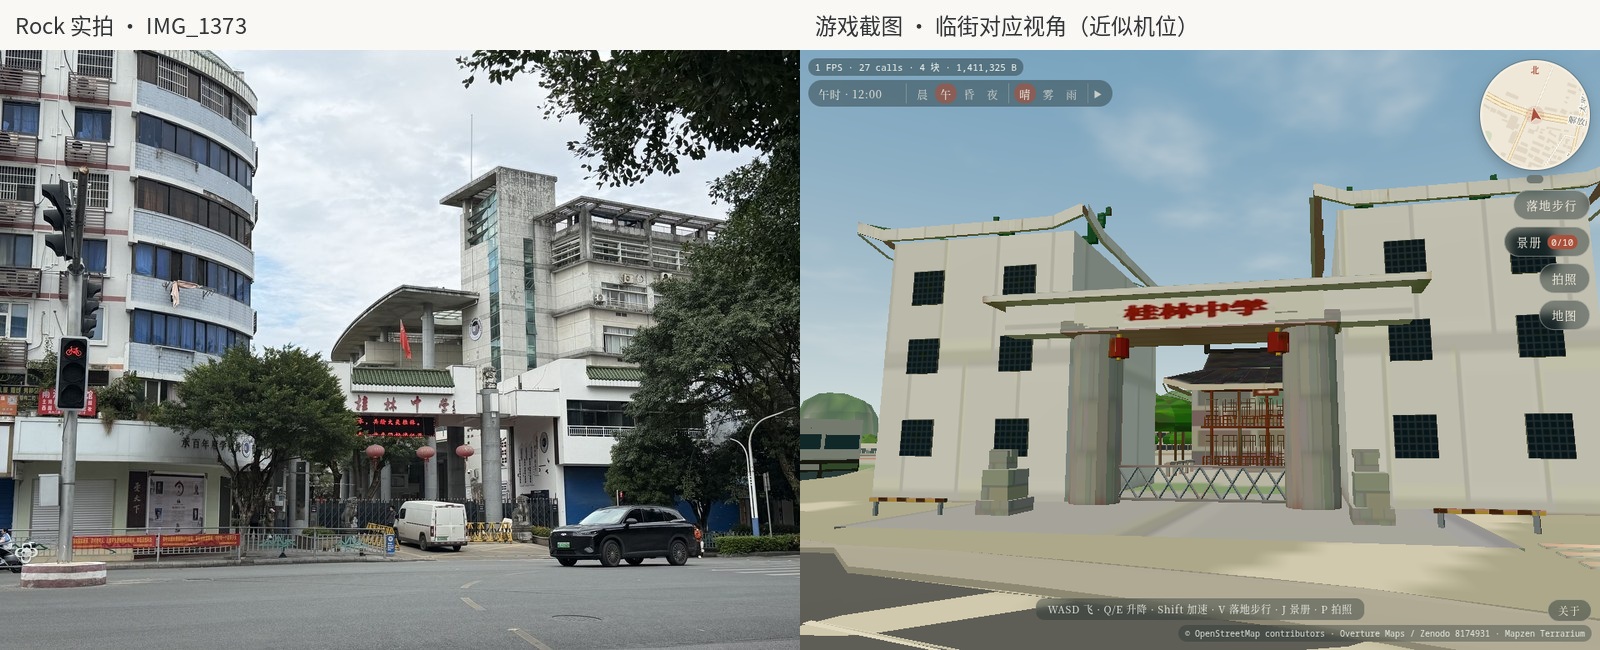 Rock 实拍 · IMG_1373
游戏截图 · 临街对应视角（近似机位）
1 FPS · 27 calls · 4 块 · 1,411,325 B
午时 · 12:00 晨 午 昏 夜 晴 雾 雨 ▶
北
解放
落地步行
景册 0/10
拍照
地图
桂林中学
桂林中学
WASD 飞 · Q/E 升降 · Shift 加速 · V 落地步行 · J 景册 · P 拍照
关于
© OpenStreetMap contributors · Overture Maps / Zenodo 8174931 · Mapzen Terrarium